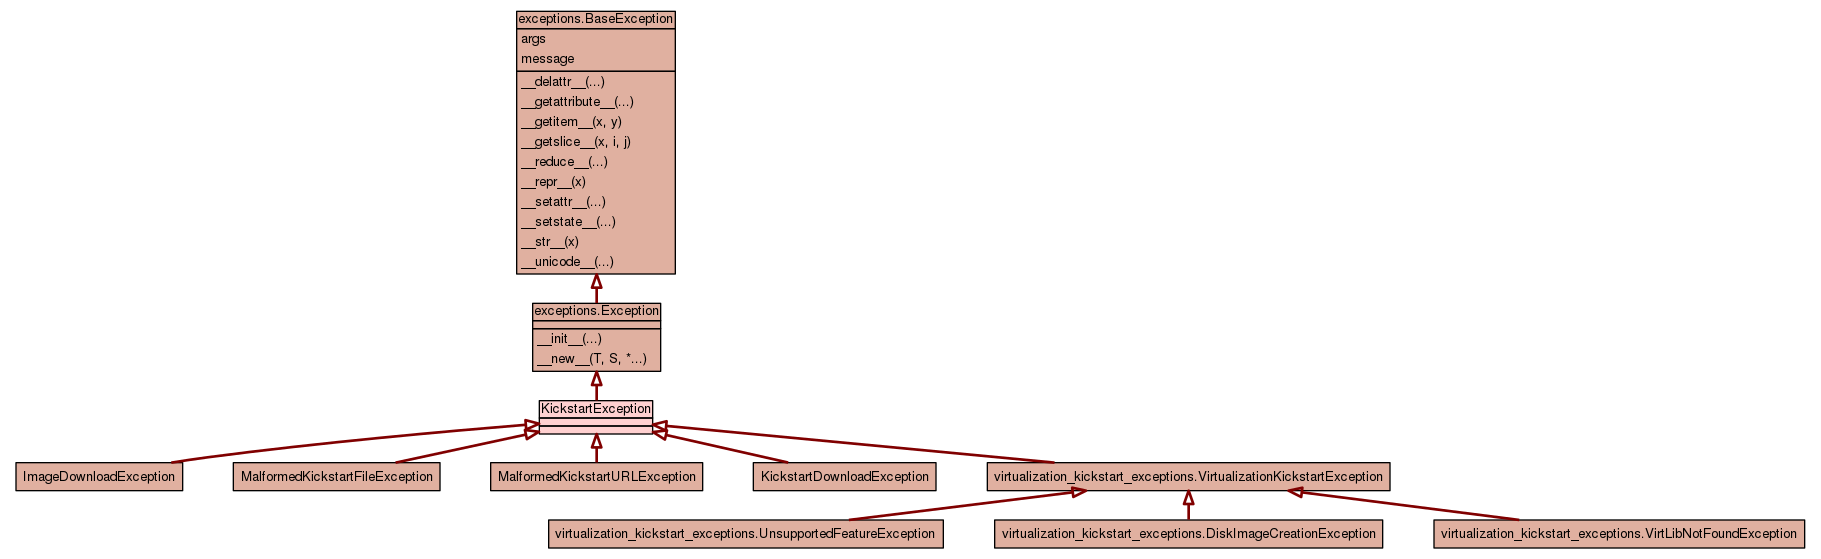 exceptions.BaseException
args
message
__delattr__(...)
__getattribute__(...)
__getitem__(x, y)
__getslice__(x, i, j)
__reduce__(...)
__repr__(x)
__setattr__(...)
__setstate__(...)
__str__(x)
__unicode__(...)
exceptions.Exception
__init__(...)
__new__(T, S, *...)
KickstartException
ImageDownloadException
MalformedKickstartFileException
MalformedKickstartURLException
KickstartDownloadException
virtualization_kickstart_exceptions.VirtualizationKickstartException
virtualization_kickstart_exceptions.UnsupportedFeatureException
virtualization_kickstart_exceptions.DiskImageCreationException
virtualization_kickstart_exceptions.VirtLibNotFoundException